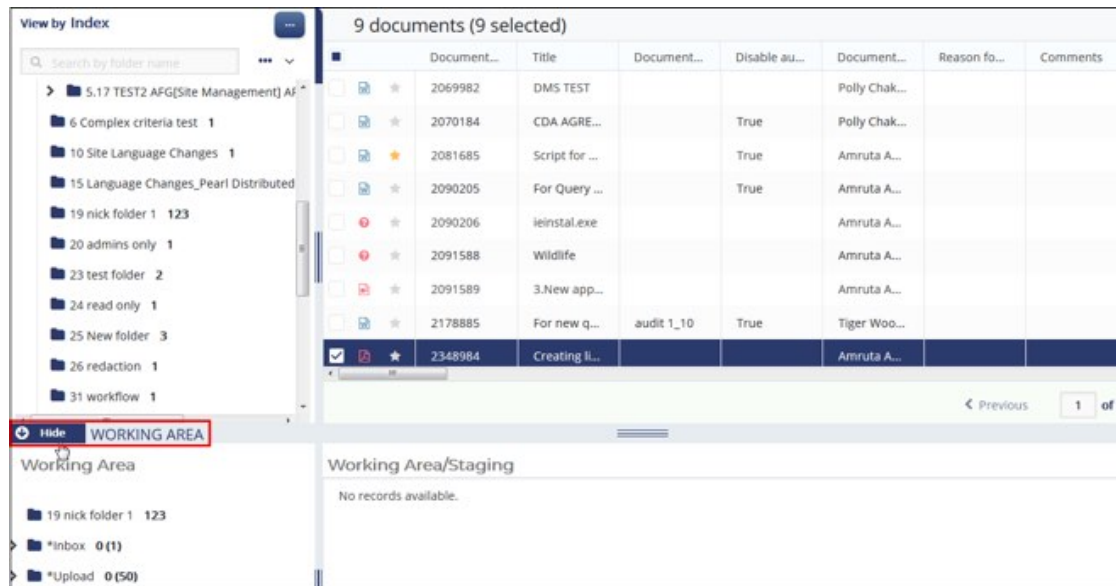 View by Index
...
9 documents (9 selected)
Search by folder name
Document... Title Document... Disable au... Document... Reason fo... Comments
5.17 TEST2 AFG[Site Management]
6 Complex criteria test 1
10 Site Language Changes 1
15 Language Changes_Pearl Distributed
19 nick folder 1 123
20 admins only 1
23 test folder 2
24 read only 1
25 New folder 3
26 redaction 1
31 workflow 1
2069982 DMS TEST Polly Chak...
2070184 CDA AGRE... True Polly Chak...
2081685 Script for ... True Amruta A...
2090205 For Query ... True Amruta A...
2090206 ieinstal.exe Amruta A...
2091588 Wildlife Amruta A...
2091589 3.New app... Amruta A...
2178885 For new q... audit 1_10 True Tiger Woo...
2348984 Creating li... Amruta A...
Previous 1 of
Hide WORKING AREA
Working Area
19 nick folder 1 123
*Inbox 0 (1)
*Upload 0 (50)
Working Area/Staging
No records available.